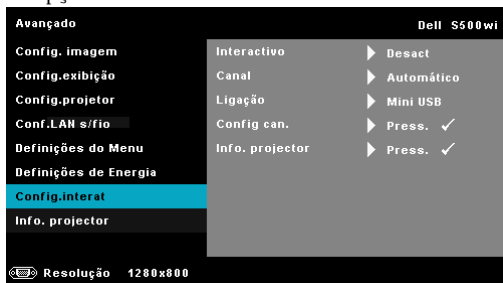 Avançado Dell S500wi
Config. imagem Interactivo Desact
Config.exibição Canal Automático
Config.projetor Ligação Mini USB
Conf.LAN s/fio Config can. Press. ✓
Definições do Menu Info. projector Press. ✓
Definições de Energia
Config.interat
Info. projector
Resolução 1280x800